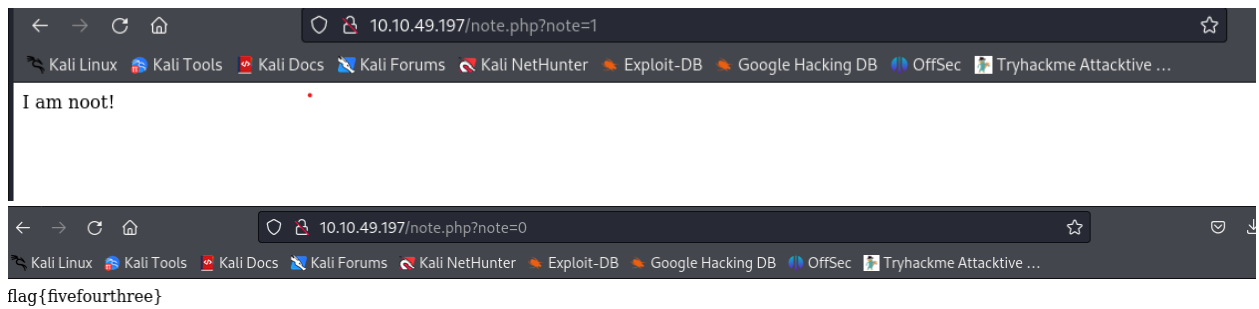 10.10.49.197/note.php?note=1
Kali Linux Kali Tools Kali Docs Kali Forums Kali NetHunter Exploit-DB Google Hacking DB OffSec Tryhackme Attacktive ...
I am noot!
10.10.49.197/note.php?note=0
Kali Linux Kali Tools Kali Docs Kali Forums Kali NetHunter Exploit-DB Google Hacking DB OffSec Tryhackme Attacktive ...
flag{fivefourthree}